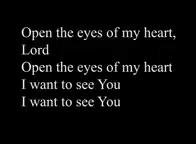 Open the eyes of my heart,
Lord
Open the eyes of my heart
I want to see You
I want to see You